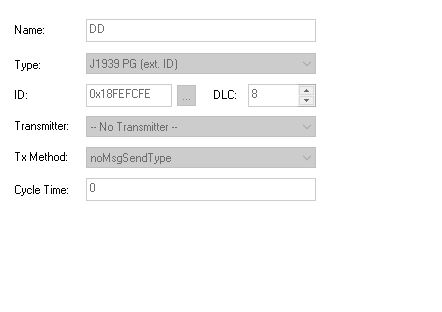 Name: DD
Type: J1939 PG (ext. ID)
ID: 0x18FEFCFE ... DLC: 8
Transmitter: -- No Transmitter --
Tx Method: noMsgSendType
Cycle Time: 0